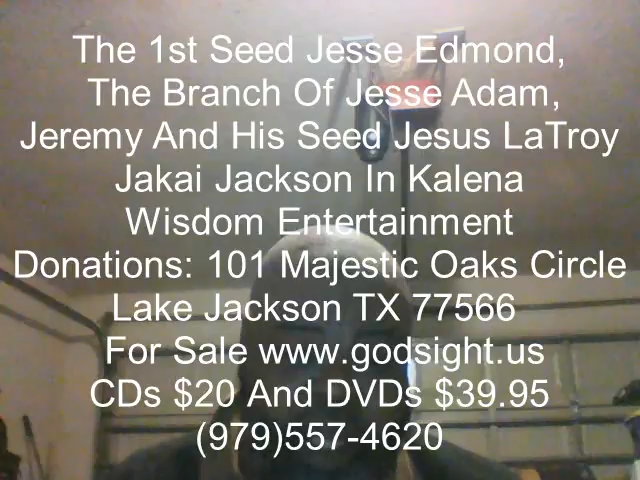 The 1st Seed Jesse Edmond,
The Branch Of Jesse Adam,
Jeremy And His Seed Jesus LaTroy
Jakai Jackson In Kalena
Wisdom Entertainment
Donations: 101 Majestic Oaks Circle
Lake Jackson TX 77566
For Sale www.godsight.us
CDs $20 And DVDs $39.95
(979)557-4620